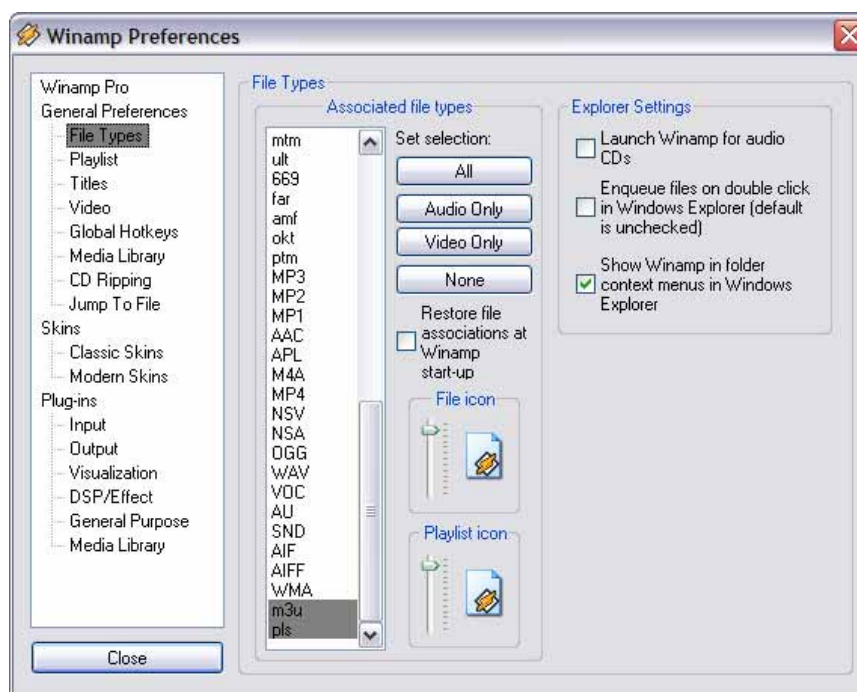 Winamp Preferences
Winamp Pro
General Preferences
File Types
Playlist
Titles
Video
Global Hotkeys
Media Library
CD Ripping
Jump To File
Skins
Classic Skins
Modern Skins
Plug-ins
Input
Output
Visualization
DSP/Effect
General Purpose
Media Library
Close
File Types
Associated file types
mtm
ult
669
far
amf
okt
ptm
MP3
MP2
MP1
AAC
APL
M4A
MP4
NSV
NSA
OGG
WAV
VOC
AU
SND
AIF
AIFF
WMA
m3u
pls
Set selection:
All
Audio Only
Video Only
None
Restore file
associations at
Winamp
start-up
File icon
Playlist icon
Explorer Settings
Launch Winamp for audio
CDs
Enqueue files on double click
in Windows Explorer (default
is unchecked)
Show Winamp in folder
context menus in Windows
Explorer